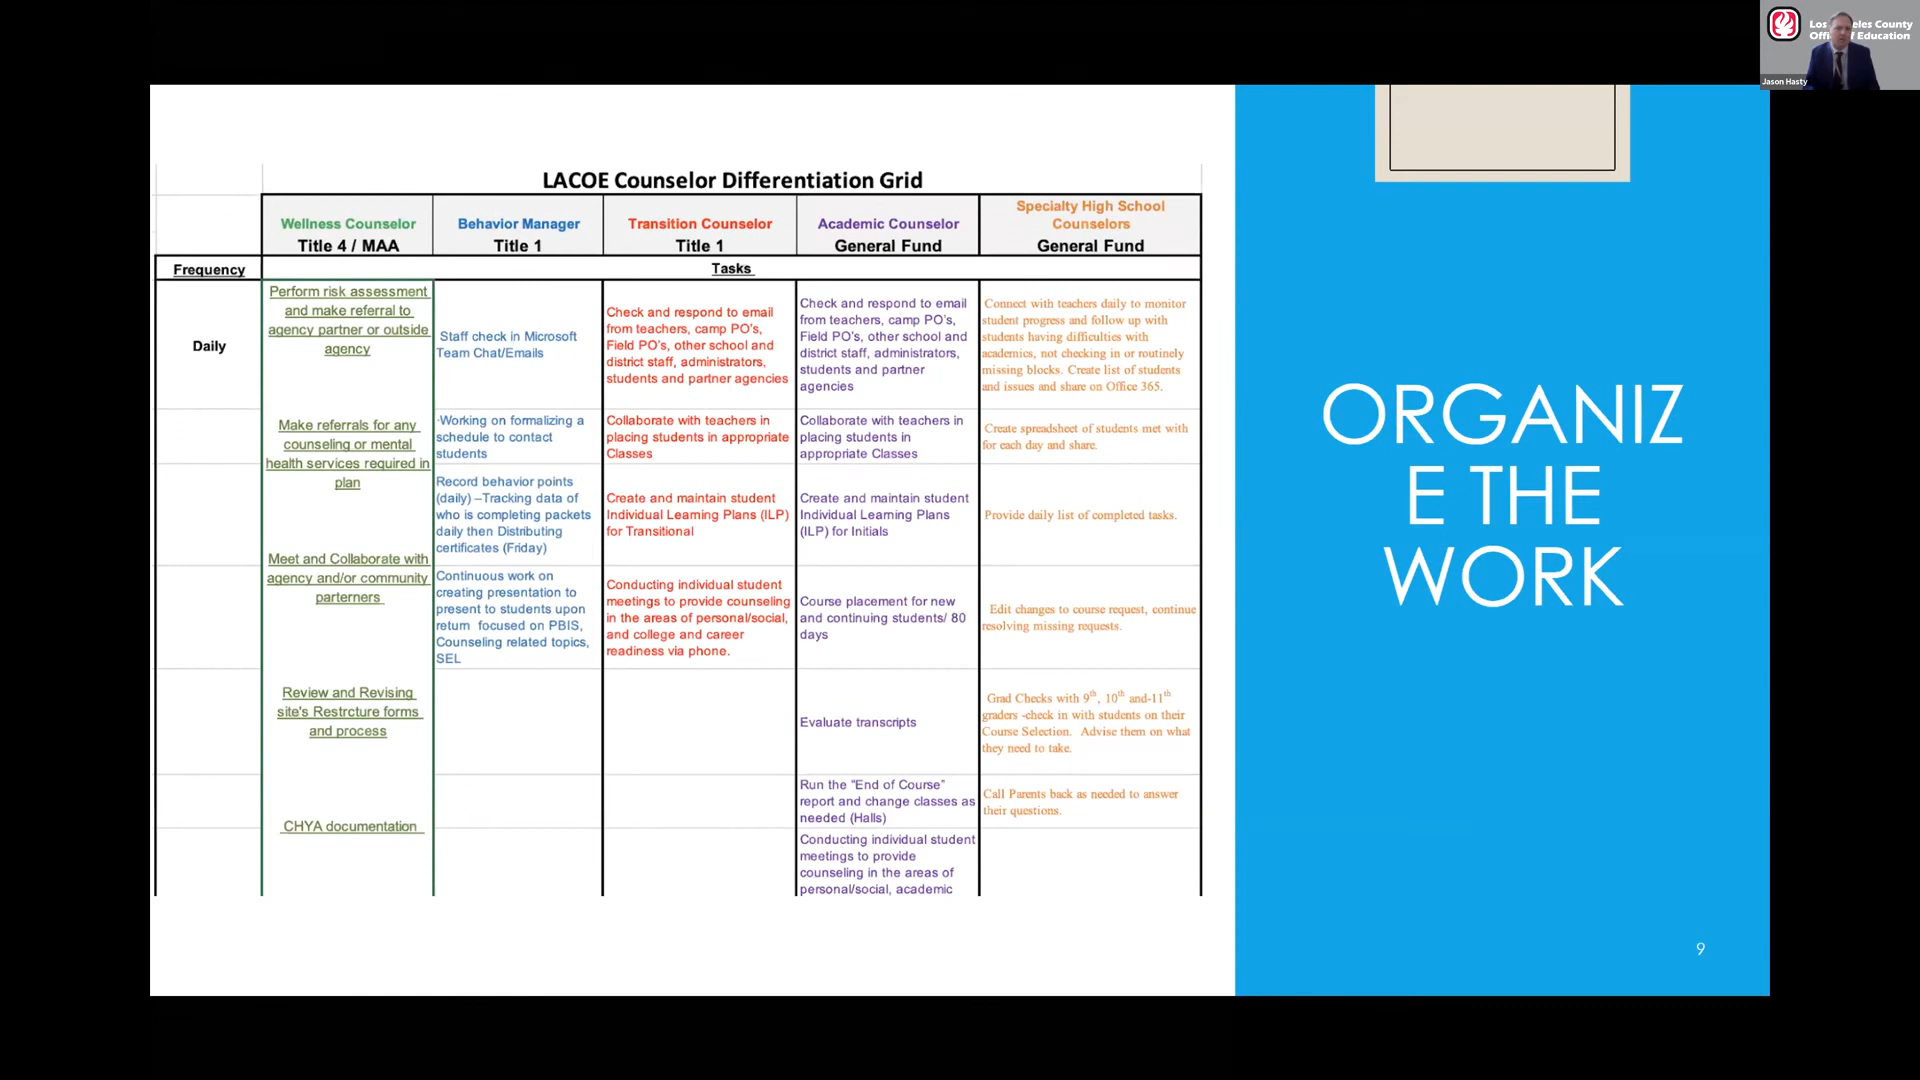 Los eles County
Offi f Education
Jason Hasty
LACOE Counselor Differentiation Grid
Wellness Counselor
Title 4 / MAA
Behavior Manager
Title 1
Transition Counselor
Title 1
Academic Counselor
General Fund
Specialty High School
Counselors
General Fund
Frequency
Tasks
Daily
Perform risk assessment
and make referral to
agency partner or outside
agency
Staff check in Microsoft
Team Chat/Emails
Check and respond to email
from teachers, camp PO's,
Field PO's, other school and
district staff, administrators,
students and partner agencies
Check and respond to email
from teachers, camp PO's,
Field PO's, other school and
district staff, administrators,
students and partner
agencies
Connect with teachers daily to monitor
student progress and follow up with
students having difficulties with
academics, not checking in or routinely
missing blocks. Create list of students
and issues and share on Office 365.
Make referrals for any
counseling or mental
health services required in
plan
·Working on formalizing a
schedule to contact
students
Collaborate with teachers in
placing students in appropriate
Classes
Collaborate with teachers in
placing students in
appropriate Classes
Create spreadsheet of students met with
for each day and share.
Record behavior points
(daily) –Tracking data of
who is completing packets
daily then Distributing
certificates (Friday)
Create and maintain student
Individual Learning Plans (ILP)
for Transitional
Create and maintain student
Individual Learning Plans
(ILP) for Initials
Provide daily list of completed tasks.
Meet and Collaborate with
agency and/or community
parterners
Continuous work on
creating presentation to
present to students upon
return focused on PBIS,
Counseling related topics,
SEL
Conducting individual student
meetings to provide counseling
in the areas of personal/social,
and college and career
readiness via phone.
Course placement for new
and continuing students/ 80
days
Edit changes to course request, continue
resolving missing requests.
Review and Revising
site's Restrcture forms
and process
Evaluate transcripts
Grad Checks with 9th, 10th and-11th
graders -check in with students on their
Course Selection. Advise them on what
they need to take.
CHYA documentation
Run the "End of Course"
report and change classes as
needed (Halls)
Call Parents back as needed to answer
their questions.
Conducting individual student
meetings to provide
counseling in the areas of
personal/social, academic
ORGANIZ
E THE
WORK
9